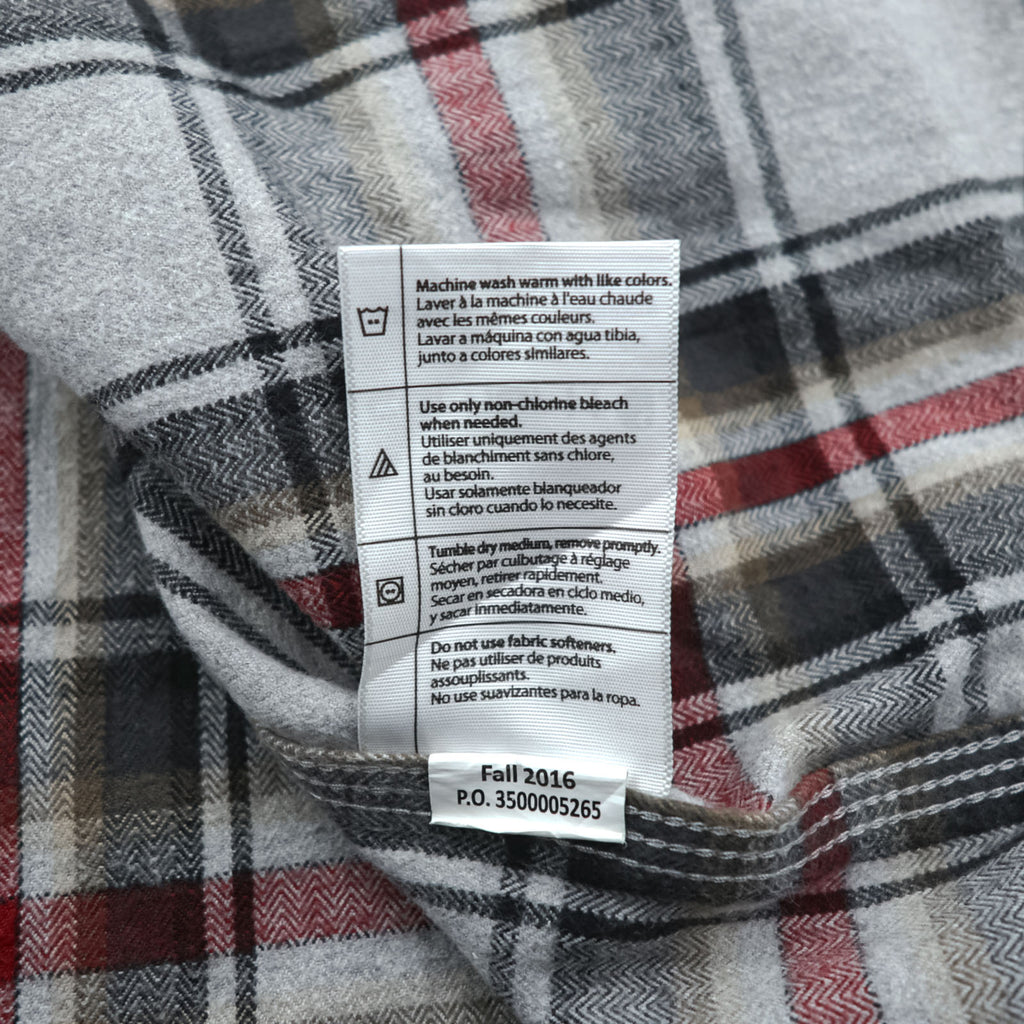 Machine wash warm with like colors.
Laver à la machine à l'eau chaude
avec les mêmes couleurs.
Lavar a máquina con agua tibia,
junto a colores similares.
Use only non-chlorine bleach
when needed.
Utiliser uniquement des agents
de blanchiment sans chlore,
au besoin.
Usar solamente blanqueador
sin cloro cuando lo necesite.
Tumble dry medium, remove promptly.
Sécher par culbutage à réglage
moyen, retirer rapidement.
Secar en secadora en ciclo medio,
y sacar inmediatamente.
Do not use fabric softeners.
Ne pas utiliser de produits
assouplissants.
No use suavizantes para la ropa.
Fall 2016
P.O. 3500005265